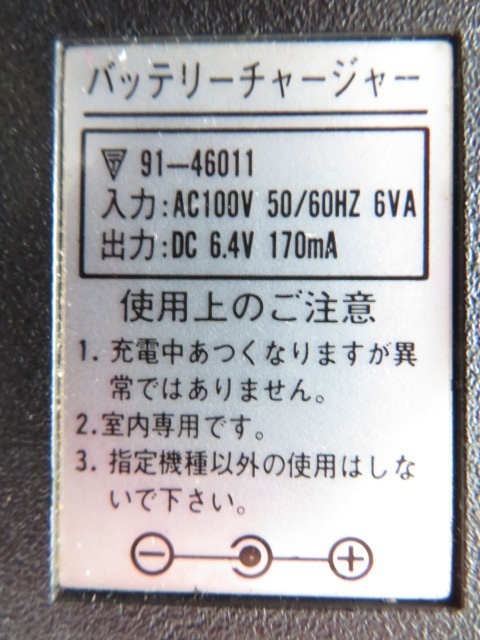 バッテリーチャージャー
91-46011
入力:AC100V 50/60HZ 6VA
出力:DC 6.4V 170mA
使用上のご注意
1. 充電中あつくなりますが異
常ではありません。
2.室内専用です。
3. 指定機種以外の使用はしな
いで下さい。